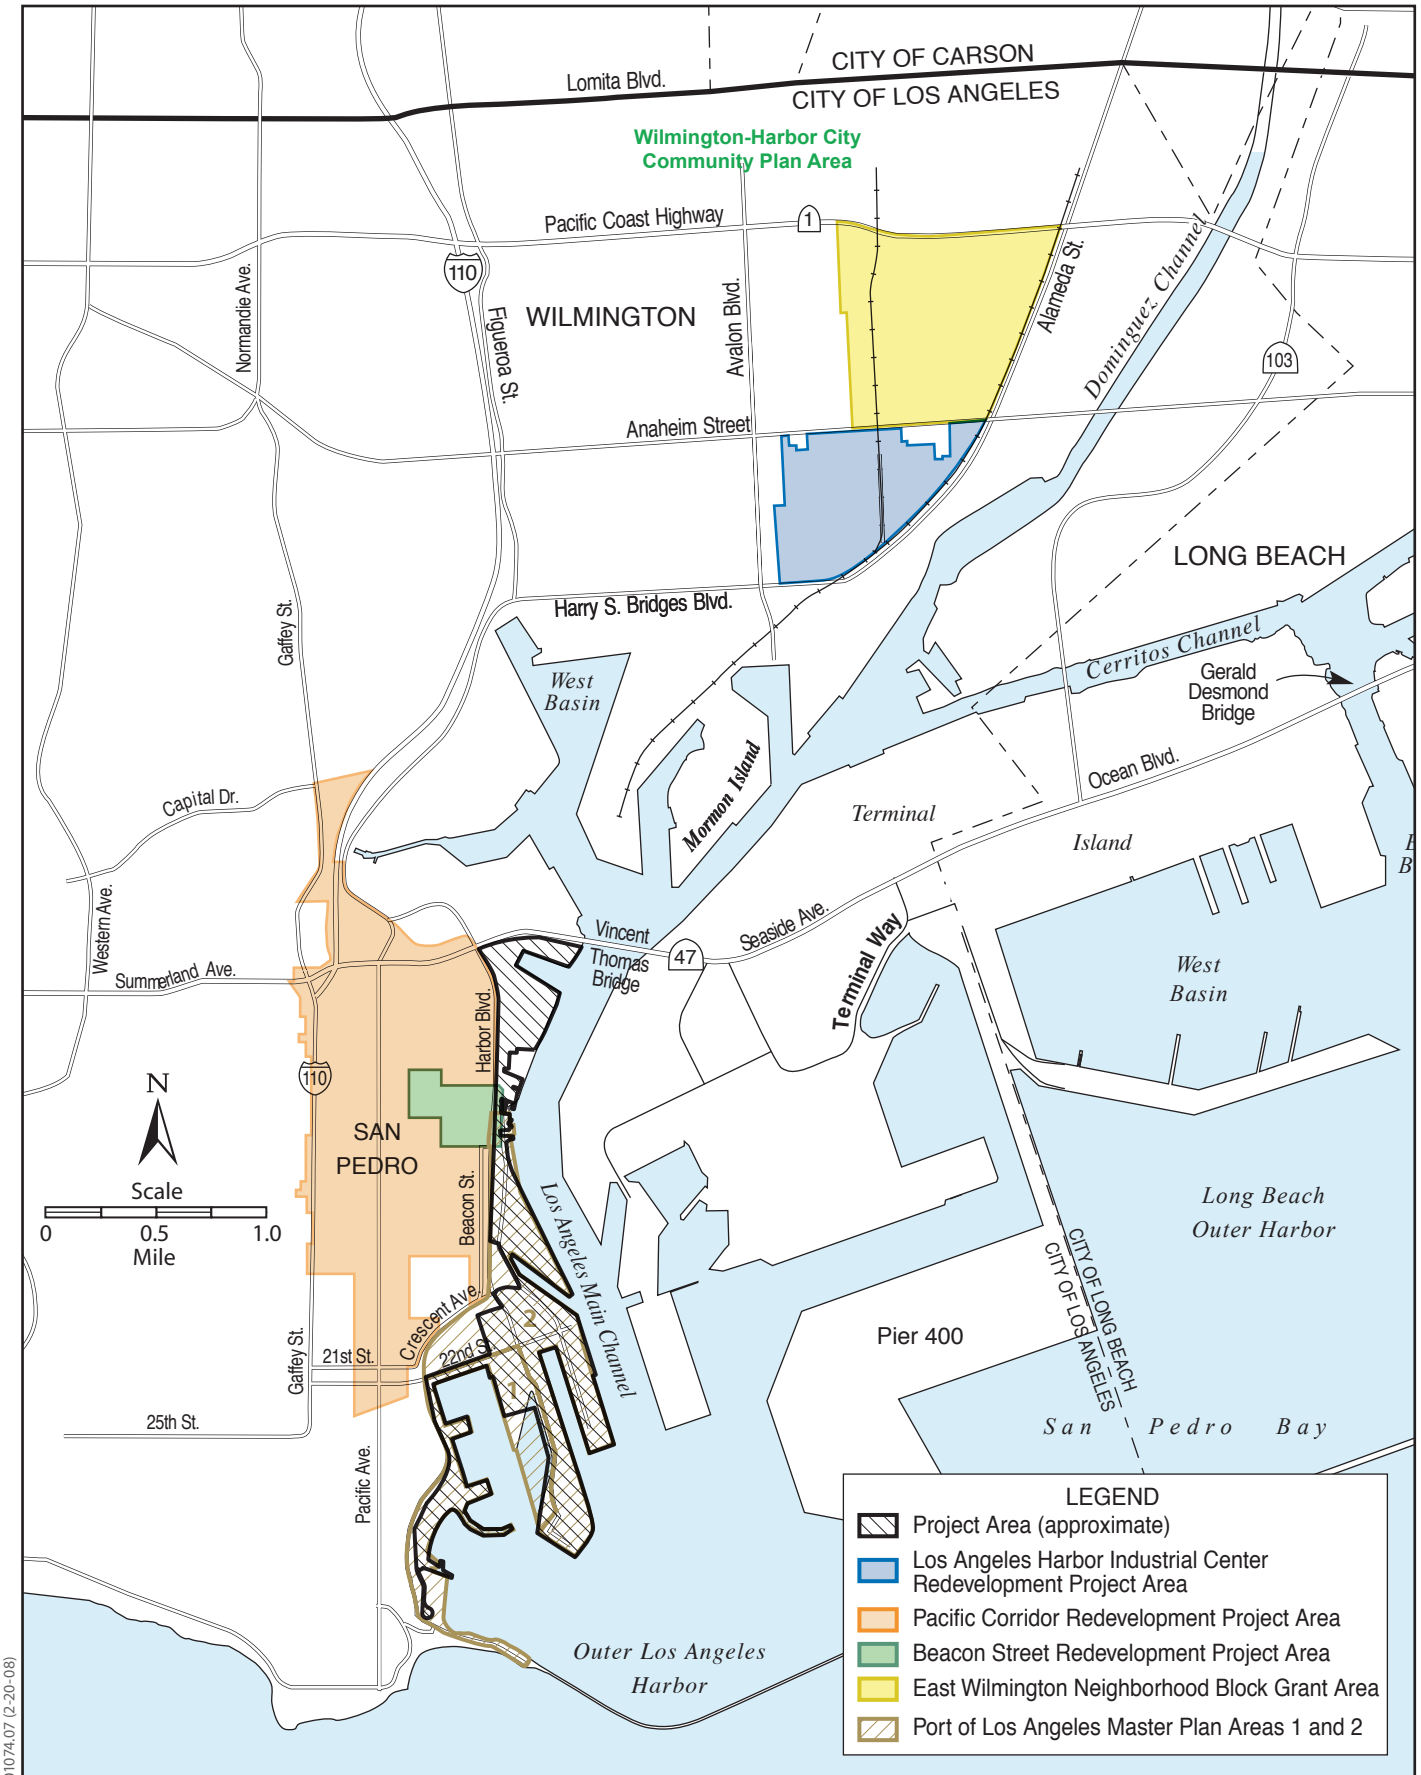 CITY OF CARSON
Lomita Blvd.
CITY OF LOS ANGELES
Wilmington-Harbor City
Community Plan Area
Pacific Coast Highway
1
110
Normandie Ave.
Figueroa St.
WILMINGTON
Avalon Blvd.
Alameda St.
Dominguez Channel
103
Anaheim Street
LONG BEACH
Harry S. Bridges Blvd.
Gaffey St.
Cerritos Channel
West
Basin
Gerald
Desmond
Bridge
Mormon Island
Ocean Blvd.
Capital Dr.
Terminal
Island
B
Western Ave.
Vincent
Thomas
Bridge
47
Seaside Ave.
Terminal Way
Summerland Ave.
West
Basin
Harbor Blvd.
110
N
SAN
PEDRO
Scale
0 0.5 1.0
Mile
Beacon St.
Los Angeles Main Channel
Long Beach
Outer Harbor
CITY OF LONG BEACH
CITY OF LOS ANGELES
Crescent Ave.
2
Pier 400
22nd St.
21st St.
Gaffey St.
1
25th St.
San Pedro Bay
Pacific Ave.
LEGEND
Project Area (approximate)
Los Angeles Harbor Industrial Center
Redevelopment Project Area
Pacific Corridor Redevelopment Project Area
Beacon Street Redevelopment Project Area
East Wilmington Neighborhood Block Grant Area
Port of Los Angeles Master Plan Areas 1 and 2
Outer Los Angeles
Harbor
01074.07 (2-20-08)